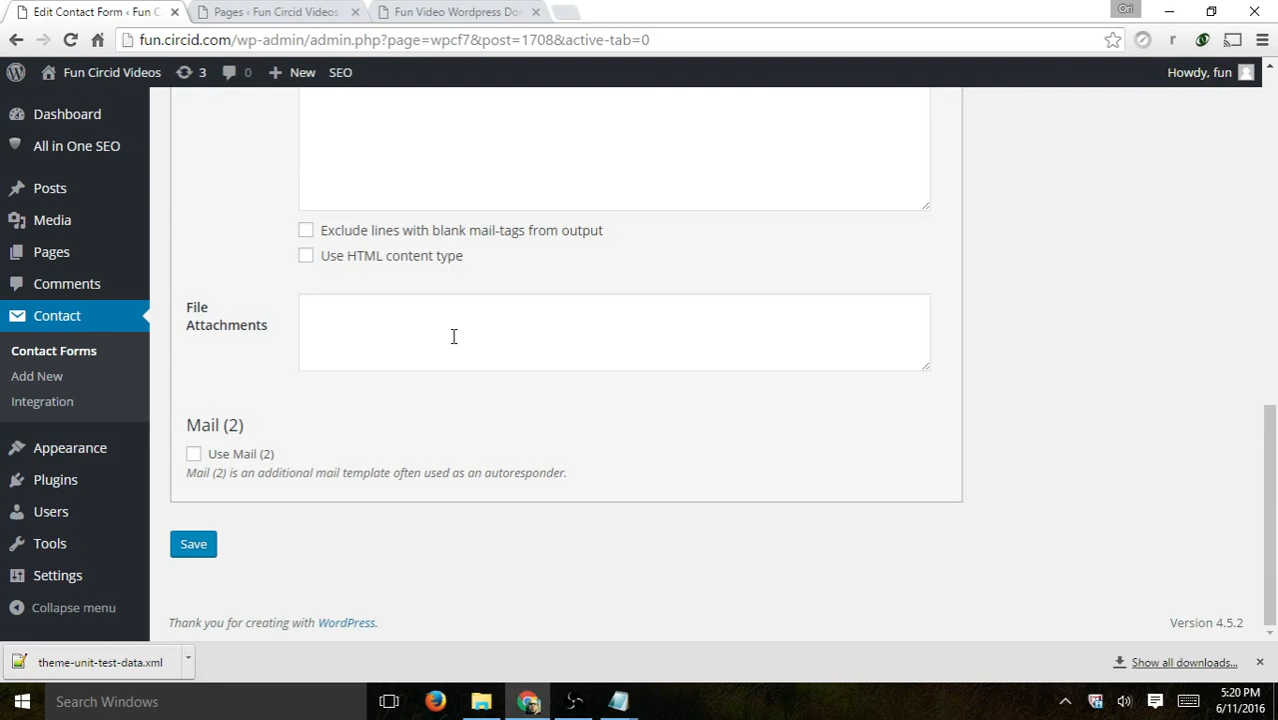 Edit Contact Form ‹ Fun C
Pages ‹ Fun Circid Videos
Fun Video Wordpress Do
Ori
fun.circid.com/wp-admin/admin.php?page=wpcf7&post=1708&active-tab=0
Fun Circid Videos
3
0
New
SEO
Howdy, fun
Dashboard
All in One SEO
Posts
Media
Pages
Comments
Contact
Contact Forms
Add New
Integration
Appearance
Plugins
Users
Tools
Settings
Collapse menu
Exclude lines with blank mail-tags from output
Use HTML content type
File
Attachments
Mail (2)
Use Mail (2)
Mail (2) is an additional mail template often used as an autoresponder.
Save
Thank you for creating with WordPress.
Version 4.5.2
theme-unit-test-data.xml
Show all downloads...
Search Windows
5:20 PM
6/11/2016